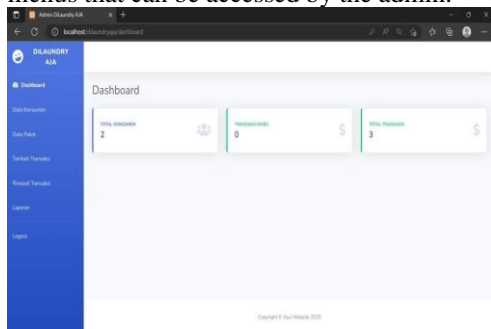 menus that can be accessed by the admin.
Admin DiLaundry AJA
localhost/dilaundryaja/dashboard
DILAUNDRY
AJA
Dashboard
Data Konsumen
Data Paket
Tambah Transaksi
Riwayat Transaksi
Laporan
Logout
Dashboard
TOTAL KONSUMEN
2
TRANSAKSI BARU
0
TOTAL TRANSAKSI
3
Copyright © Your Website 2020